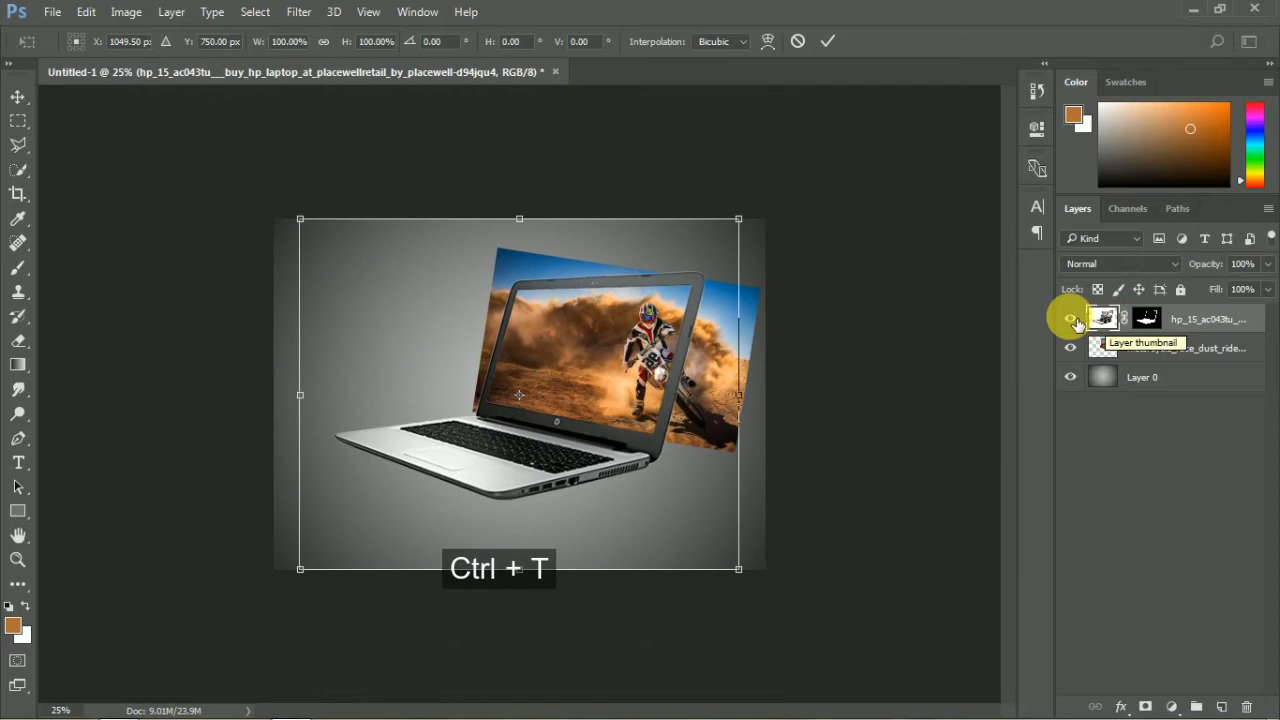 Ps File Edit Image Layer Type Select Filter 3D View Window Help
X: 1049.50 px Y: 750.00 px W: 100.00% H: 100.00% 0.00 ° H: 0.00 ° V: 0.00 ° Interpolation: Bicubic
Untitled-1 @ 25% (hp_15_ac043tu___buy_hp_laptop_at_placewellretail_by_placewell-d94jqu4, RGB/8) * ×
Color Swatches
Layers Channels Paths
Kind
Normal Opacity: 100%
Lock: Fill: 100%
hp_15_ac043tu_...
Layer thumbnail
Layer 0
Ctrl + T
25% Doc: 9.01M/23.9M